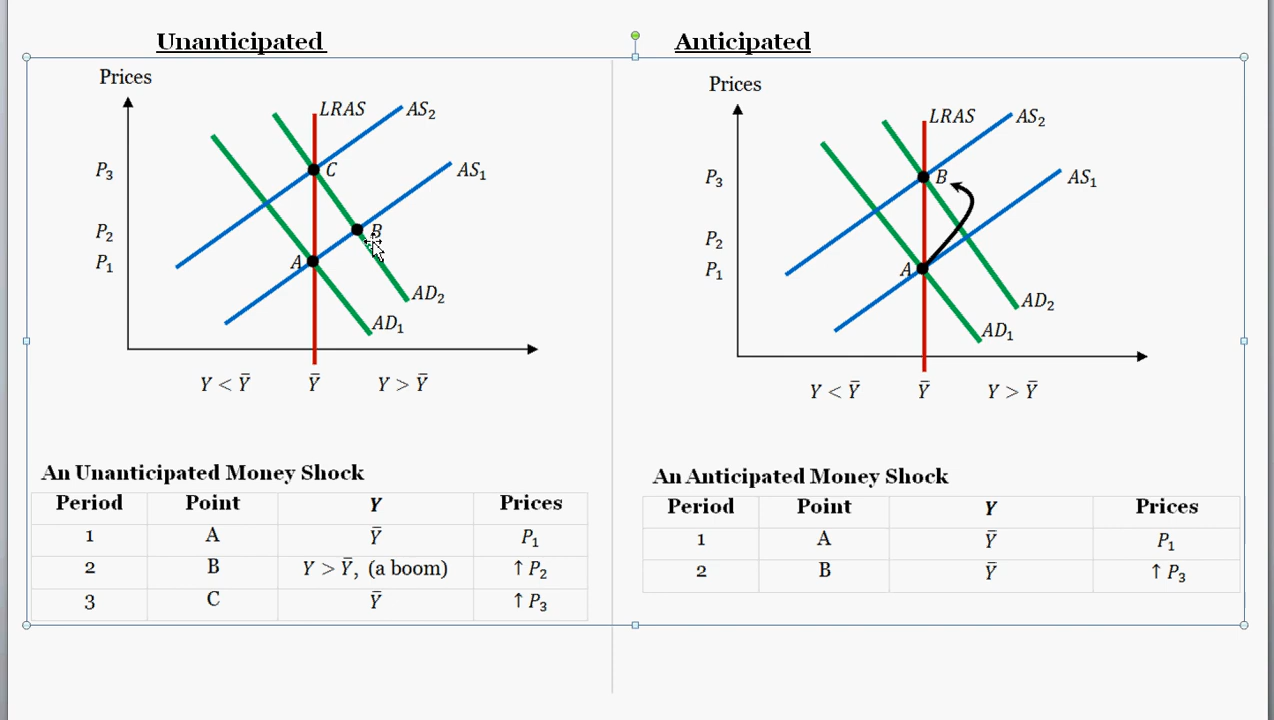 Unanticipated
Prices
LRAS
AS₂
P₃
C
AS₁
P₂
B
P₁
A
AD₂
AD₁
Y < Ȳ
Ȳ
Y > Ȳ
An Unanticipated Money Shock
Period Point Y Prices
1 A Ȳ P₁
2 B Y > Ȳ, (a boom) ↑ P₂
3 C Ȳ ↑ P₃
Anticipated
Prices
LRAS
AS₂
P₃
B
AS₁
P₂
P₁
A
AD₂
AD₁
Y < Ȳ
Ȳ
Y > Ȳ
An Anticipated Money Shock
Period Point Y Prices
1 A Ȳ P₁
2 B Ȳ ↑ P₃